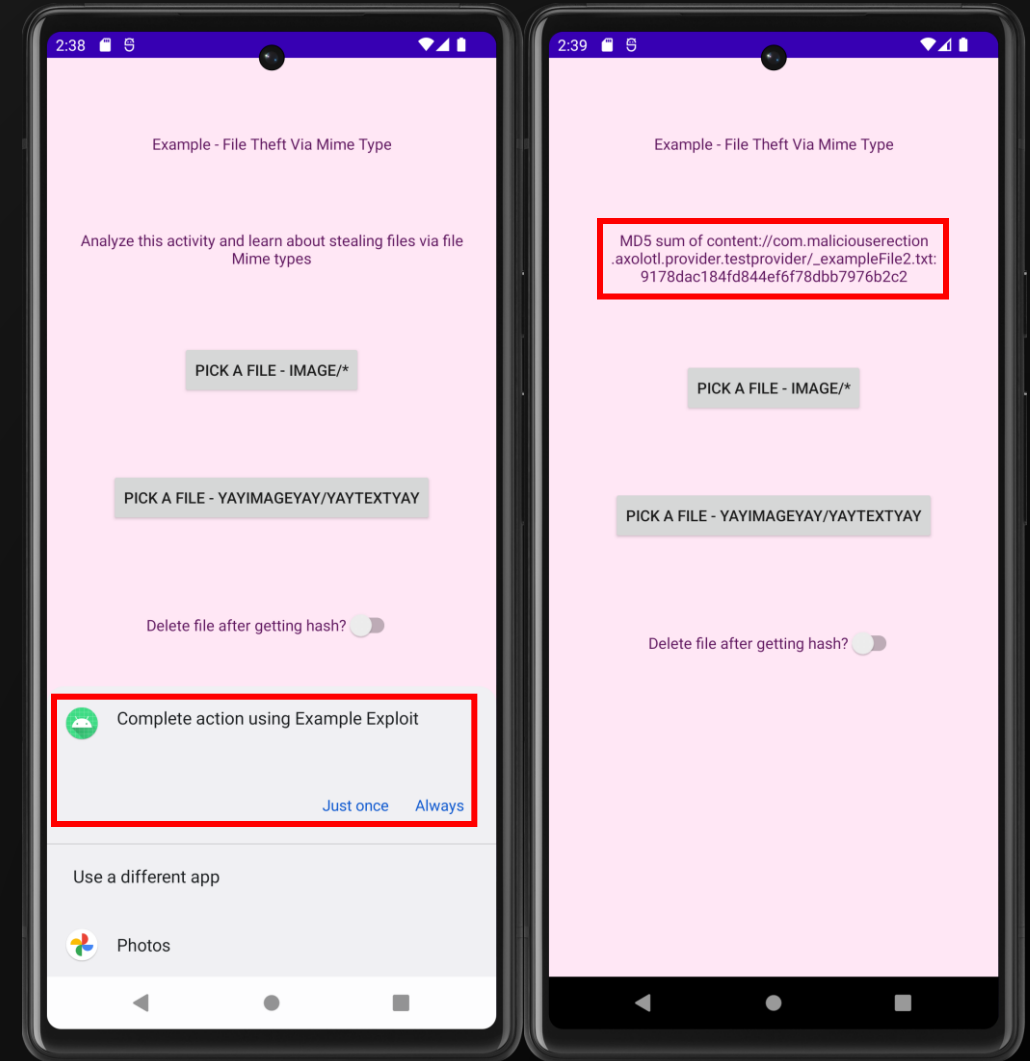 2:38
Example - File Theft Via Mime Type
Analyze this activity and learn about stealing files via file
Mime types
PICK A FILE - IMAGE/*
PICK A FILE - YAYIMAGEYAY/YAYTEXTYAY
Delete file after getting hash?
Complete action using Example Exploit
Just once Always
Use a different app
Photos
2:39
Example - File Theft Via Mime Type
MD5 sum of content://com.maliciouserection
.axolotl.provider.testprovider/_exampleFile2.txt:
9178dac184fd844ef6f78dbb7976b2c2
PICK A FILE - IMAGE/*
PICK A FILE - YAYIMAGEYAY/YAYTEXTYAY
Delete file after getting hash?